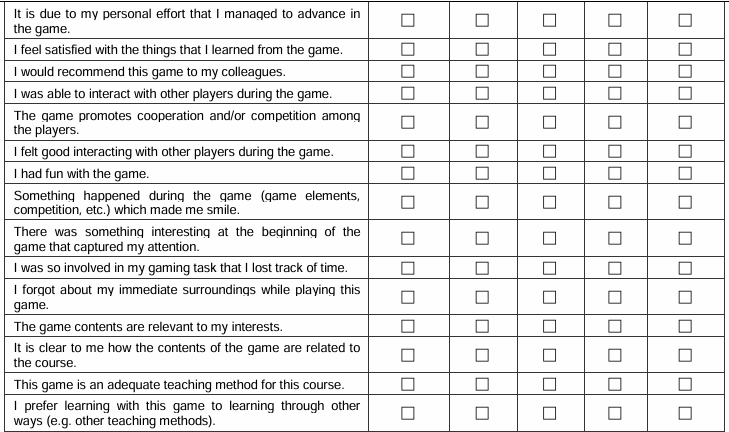 It is due to my personal effort that I managed to advance in
the game.
I feel satisfied with the things that I learned from the game.
I would recommend this game to my colleagues.
I was able to interact with other players during the game.
The game promotes cooperation and/or competition among
the players.
I felt good interacting with other players during the game.
I had fun with the game.
Something happened during the game (game elements,
competition, etc.) which made me smile.
There was something interesting at the beginning of the
game that captured my attention.
I was so involved in my gaming task that I lost track of time.
I forgot about my immediate surroundings while playing this
game.
The game contents are relevant to my interests.
It is clear to me how the contents of the game are related to
the course.
This game is an adequate teaching method for this course.
I prefer learning with this game to learning through other
ways (e.g. other teaching methods).